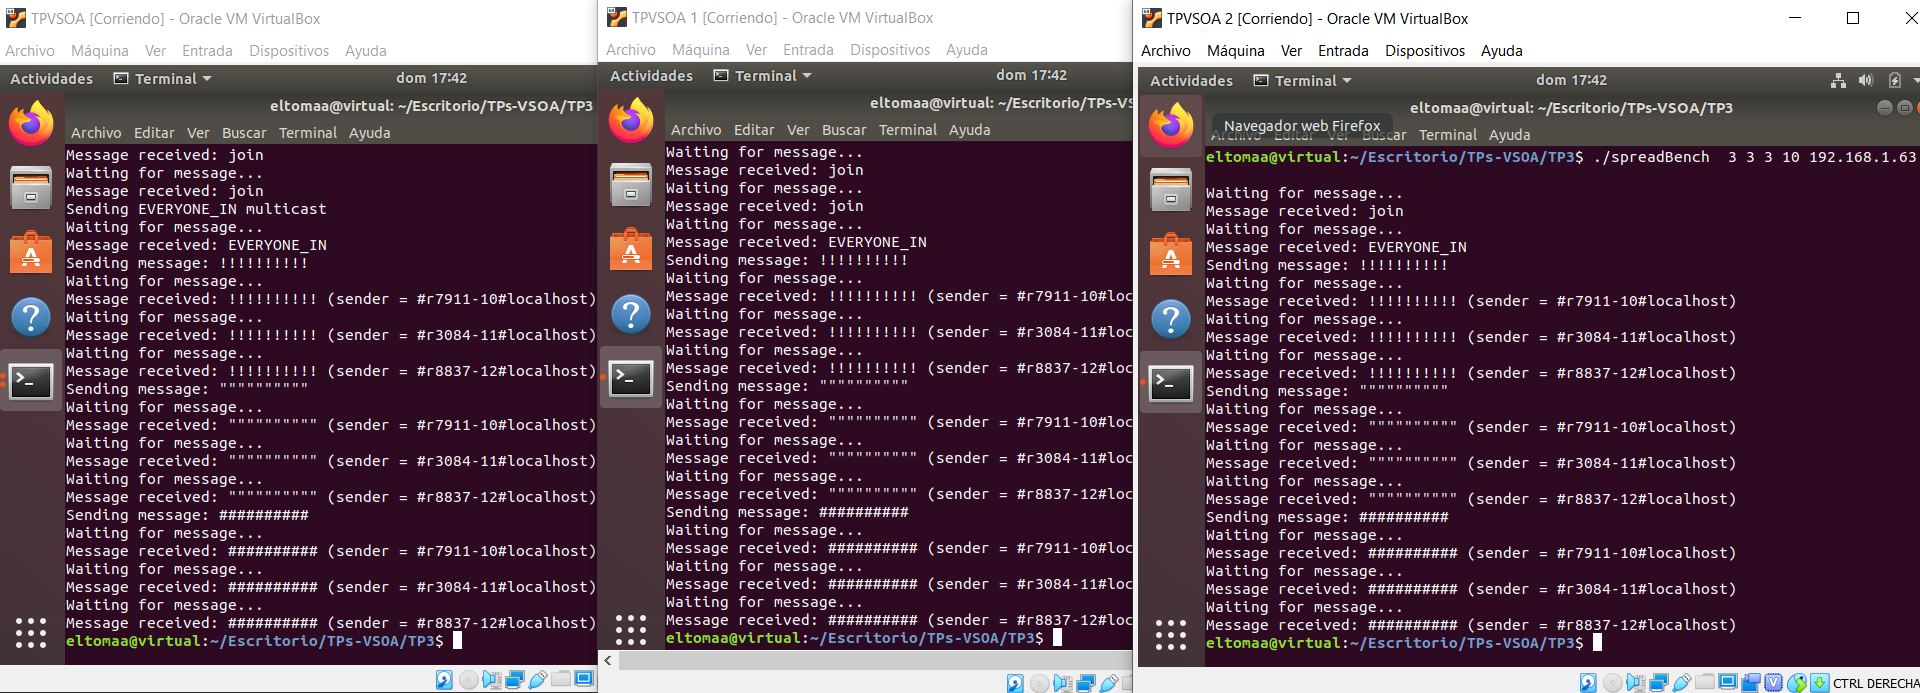 TPVSOA [Corriendo] - Oracle VM VirtualBox
Archivo Máquina Ver Entrada Dispositivos Ayuda
Actividades Terminal dom 17:42
eltomaa@virtual: ~/Escritorio/TPs-VSOA/TP3
Archivo Editar Ver Buscar Terminal Ayuda
Message received: join
Waiting for message...
Message received: join
Sending EVERYONE_IN multicast
Waiting for message...
Message received: EVERYONE_IN
Sending message: !!!!!!!!!!
Waiting for message...
Message received: !!!!!!!!!! (sender = #r7911-10#localhost)
Waiting for message...
Message received: !!!!!!!!!! (sender = #r3084-11#localhost)
Waiting for message...
Message received: !!!!!!!!!! (sender = #r8837-12#localhost)
Sending message: """"""""""
Waiting for message...
Message received: """""""""" (sender = #r7911-10#localhost)
Waiting for message...
Message received: """""""""" (sender = #r3084-11#localhost)
Waiting for message...
Message received: """""""""" (sender = #r8837-12#localhost)
Sending message: ##########
Waiting for message...
Message received: ########## (sender = #r7911-10#localhost)
Waiting for message...
Message received: ########## (sender = #r3084-11#localhost)
Waiting for message...
Message received: ########## (sender = #r8837-12#localhost)
eltomaa@virtual:~/Escritorio/TPs-VSOA/TP3$
TPVSOA 1 [Corriendo] - Oracle VM VirtualBox
Archivo Máquina Ver Entrada Dispositivos Ayuda
Actividades Terminal dom 17:42
eltomaa@virtual: ~/Escritorio/TPs-VS
Archivo Editar Ver Buscar Terminal Ayuda
Waiting for message...
Message received: join
Waiting for message...
Message received: join
Waiting for message...
Message received: EVERYONE_IN
Sending message: !!!!!!!!!!
Waiting for message...
Message received: !!!!!!!!!! (sender = #r7911-10#loc
Waiting for message...
Message received: !!!!!!!!!! (sender = #r3084-11#loc
Waiting for message...
Message received: !!!!!!!!!! (sender = #r8837-12#loc
Sending message: """"""""""
Waiting for message...
Message received: """""""""" (sender = #r7911-10#loc
Waiting for message...
Message received: """""""""" (sender = #r3084-11#loc
Waiting for message...
Message received: """""""""" (sender = #r8837-12#loc
Sending message: ##########
Waiting for message...
Message received: ########## (sender = #r7911-10#loc
Waiting for message...
Message received: ########## (sender = #r3084-11#loc
Waiting for message...
Message received: ########## (sender = #r8837-12#loc
eltomaa@virtual:~/Escritorio/TPs-VSOA/TP3$
TPVSOA 2 [Corriendo] - Oracle VM VirtualBox
Archivo Máquina Ver Entrada Dispositivos Ayuda
Actividades Terminal dom 17:42
eltomaa@virtual: ~/Escritorio/TPs-VSOA/TP3
Navegador web Firefox
Archivo Editar Ver Buscar Terminal Ayuda
eltomaa@virtual:~/Escritorio/TPs-VSOA/TP3$ ./spreadBench 3 3 3 10 192.168.1.63
Waiting for message...
Message received: join
Waiting for message...
Message received: EVERYONE_IN
Sending message: !!!!!!!!!!
Waiting for message...
Message received: !!!!!!!!!! (sender = #r7911-10#localhost)
Waiting for message...
Message received: !!!!!!!!!! (sender = #r3084-11#localhost)
Waiting for message...
Message received: !!!!!!!!!! (sender = #r8837-12#localhost)
Sending message: """"""""""
Waiting for message...
Message received: """""""""" (sender = #r7911-10#localhost)
Waiting for message...
Message received: """""""""" (sender = #r3084-11#localhost)
Waiting for message...
Message received: """""""""" (sender = #r8837-12#localhost)
Sending message: ##########
Waiting for message...
Message received: ########## (sender = #r7911-10#localhost)
Waiting for message...
Message received: ########## (sender = #r3084-11#localhost)
Waiting for message...
Message received: ########## (sender = #r8837-12#localhost)
eltomaa@virtual:~/Escritorio/TPs-VSOA/TP3$
CTRL DERECHA